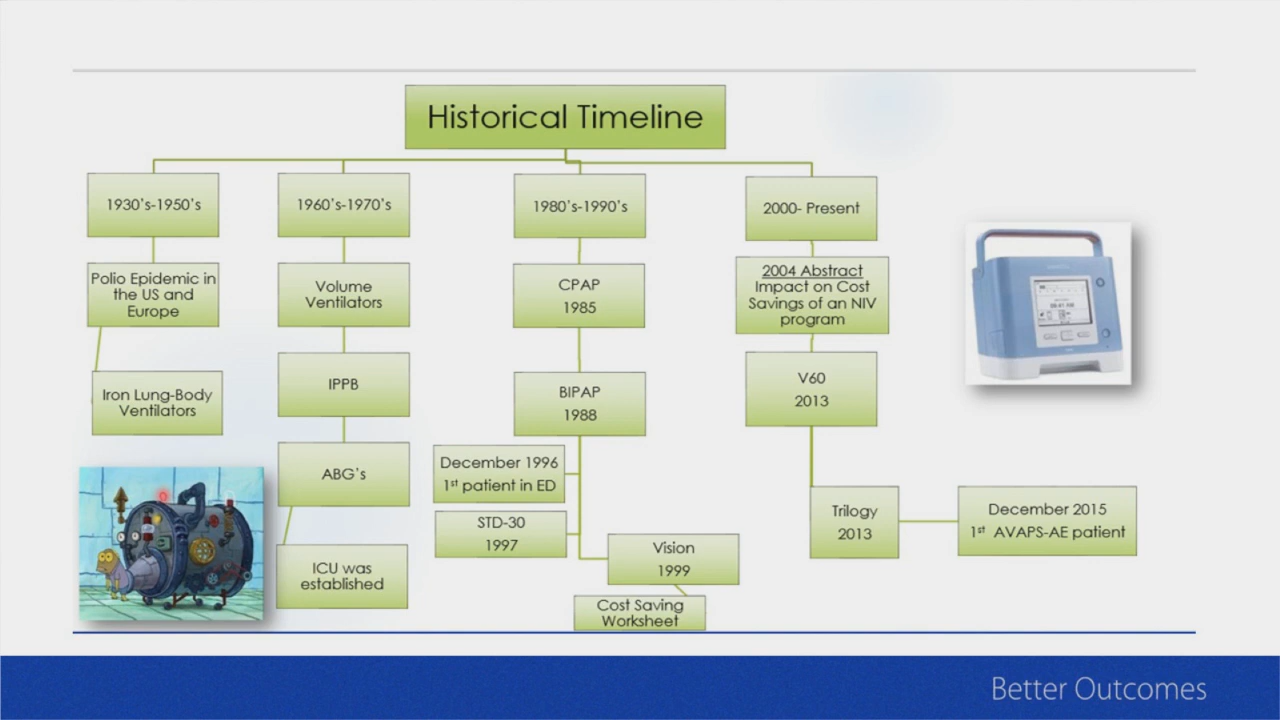 Historical Timeline
1930's-1950's
Polio Epidemic in
the US and
Europe
Iron Lung-Body
Ventilators
1960's-1970's
Volume
Ventilators
IPPB
ABG's
ICU was
established
1980's-1990's
CPAP
1985
BIPAP
1988
December 1996
1st patient in ED
STD-30
1997
Vision
1999
Cost Saving
Worksheet
2000- Present
2004 Abstract
Impact on Cost
Savings of an NIV
program
V60
2013
Trilogy
2013
December 2015
1st AVAPS-AE patient
Better Outcomes